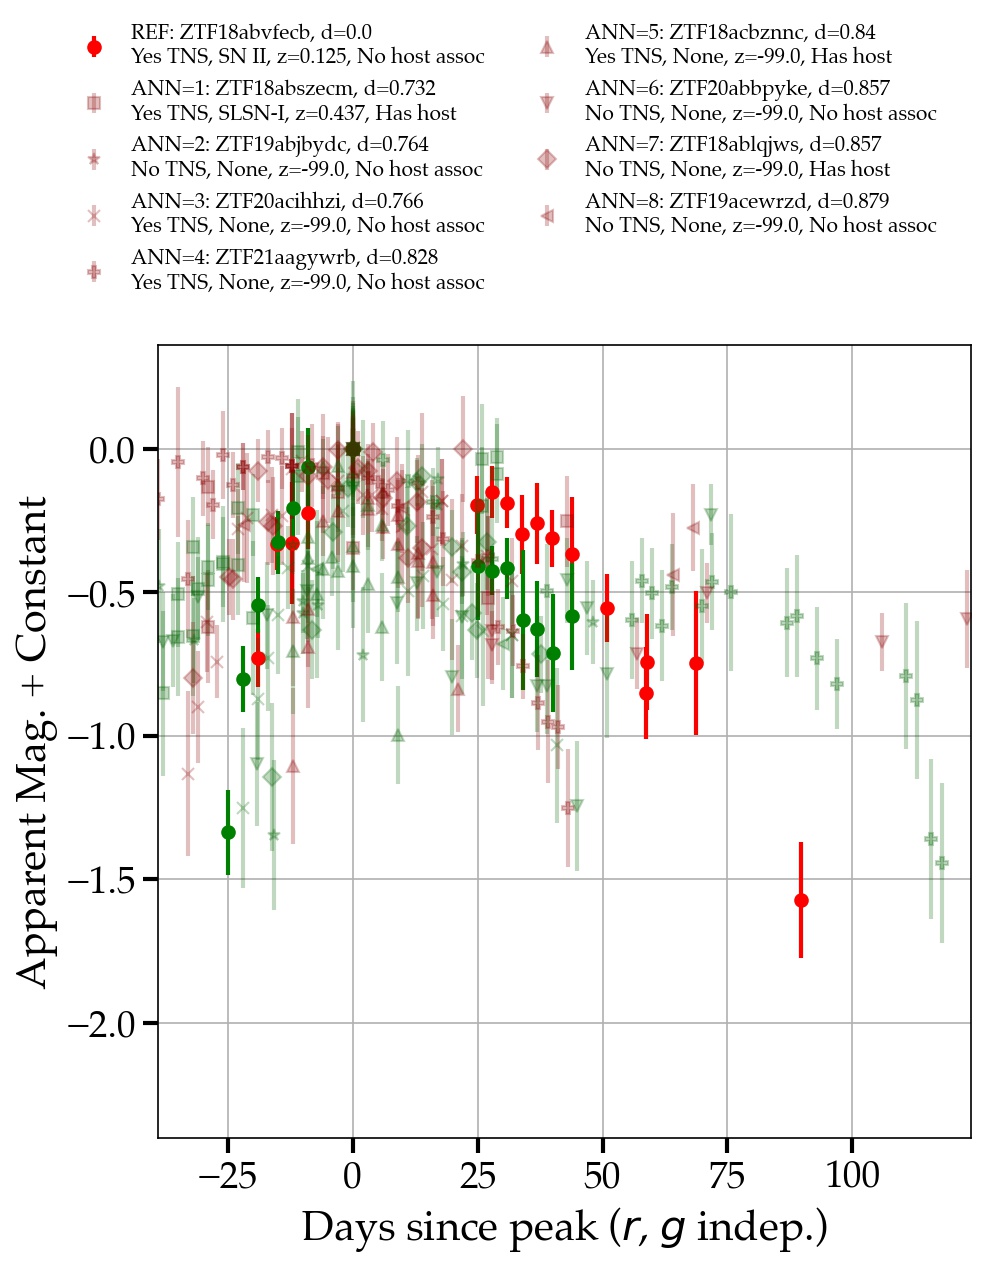 REF: ZTF18abvfecb, d=0.0
Yes TNS, SN II, z=0.125, No host assoc
ANN=1: ZTF18abszecm, d=0.732
Yes TNS, SLSN-I, z=0.437, Has host
ANN=2: ZTF19abjbydc, d=0.764
No TNS, None, z=-99.0, No host assoc
ANN=3: ZTF20acihhzi, d=0.766
Yes TNS, None, z=-99.0, No host assoc
ANN=4: ZTF21aagywrb, d=0.828
Yes TNS, None, z=-99.0, No host assoc
ANN=5: ZTF18acbznnc, d=0.84
Yes TNS, None, z=-99.0, Has host
ANN=6: ZTF20abbpyke, d=0.857
No TNS, None, z=-99.0, No host assoc
ANN=7: ZTF18ablqjws, d=0.857
No TNS, None, z=-99.0, Has host
ANN=8: ZTF19acewrzd, d=0.879
No TNS, None, z=-99.0, No host assoc
Apparent Mag. + Constant
0.0
−0.5
−1.0
−1.5
−2.0
−25 0 25 50 75 100
Days since peak (r, g indep.)